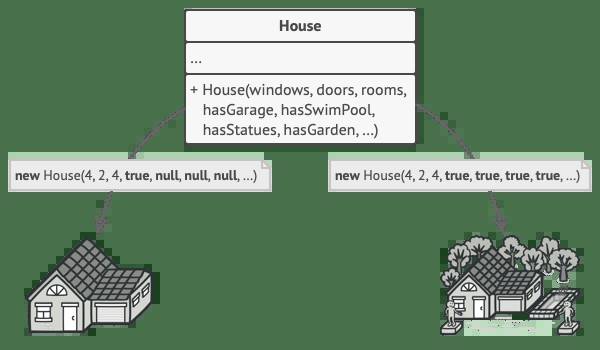 House
...
+ House(windows, doors, rooms,
hasGarage, hasSwimPool,
hasStatues, hasGarden, ...)
new House(4, 2, 4, true, null, null, null, ...)
new House(4, 2, 4, true, true, true, true, ...)